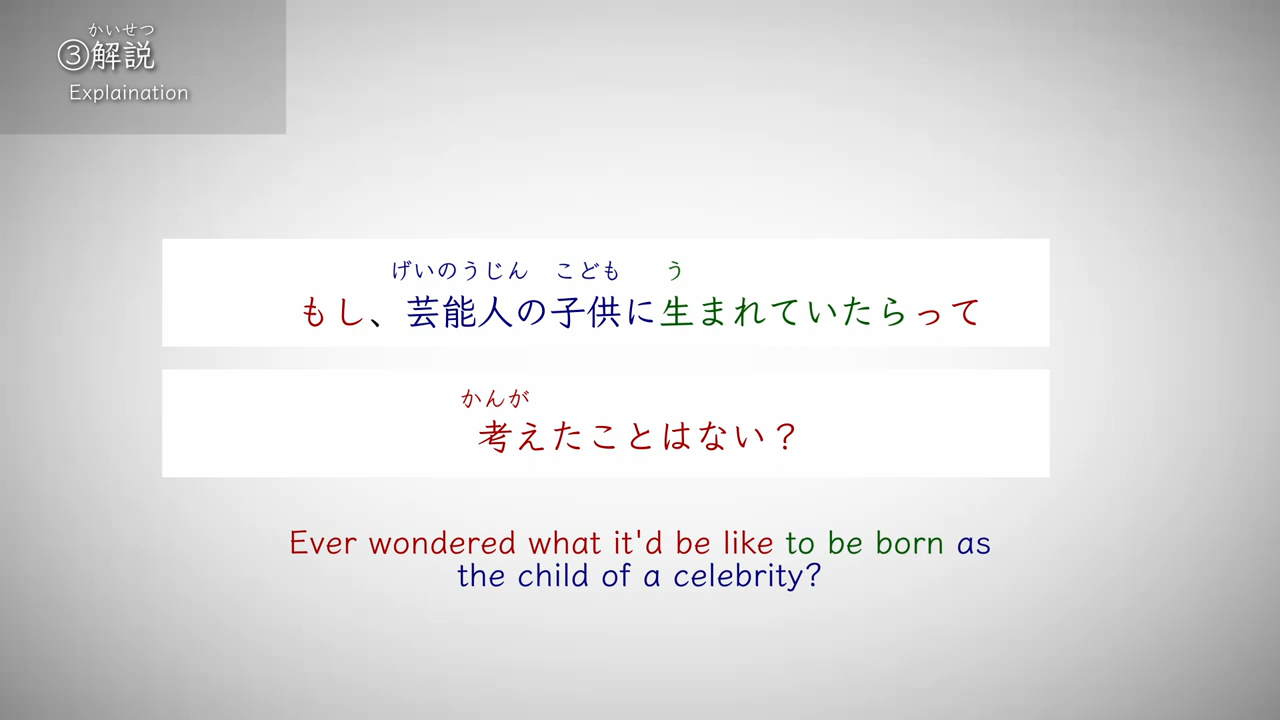 かいせつ
③解説
Explaination
げいのうじん こども う
もし、芸能人の子供に生まれていたらって
かんが
考えたことはない？
Ever wondered what it'd be like to be born as
the child of a celebrity?